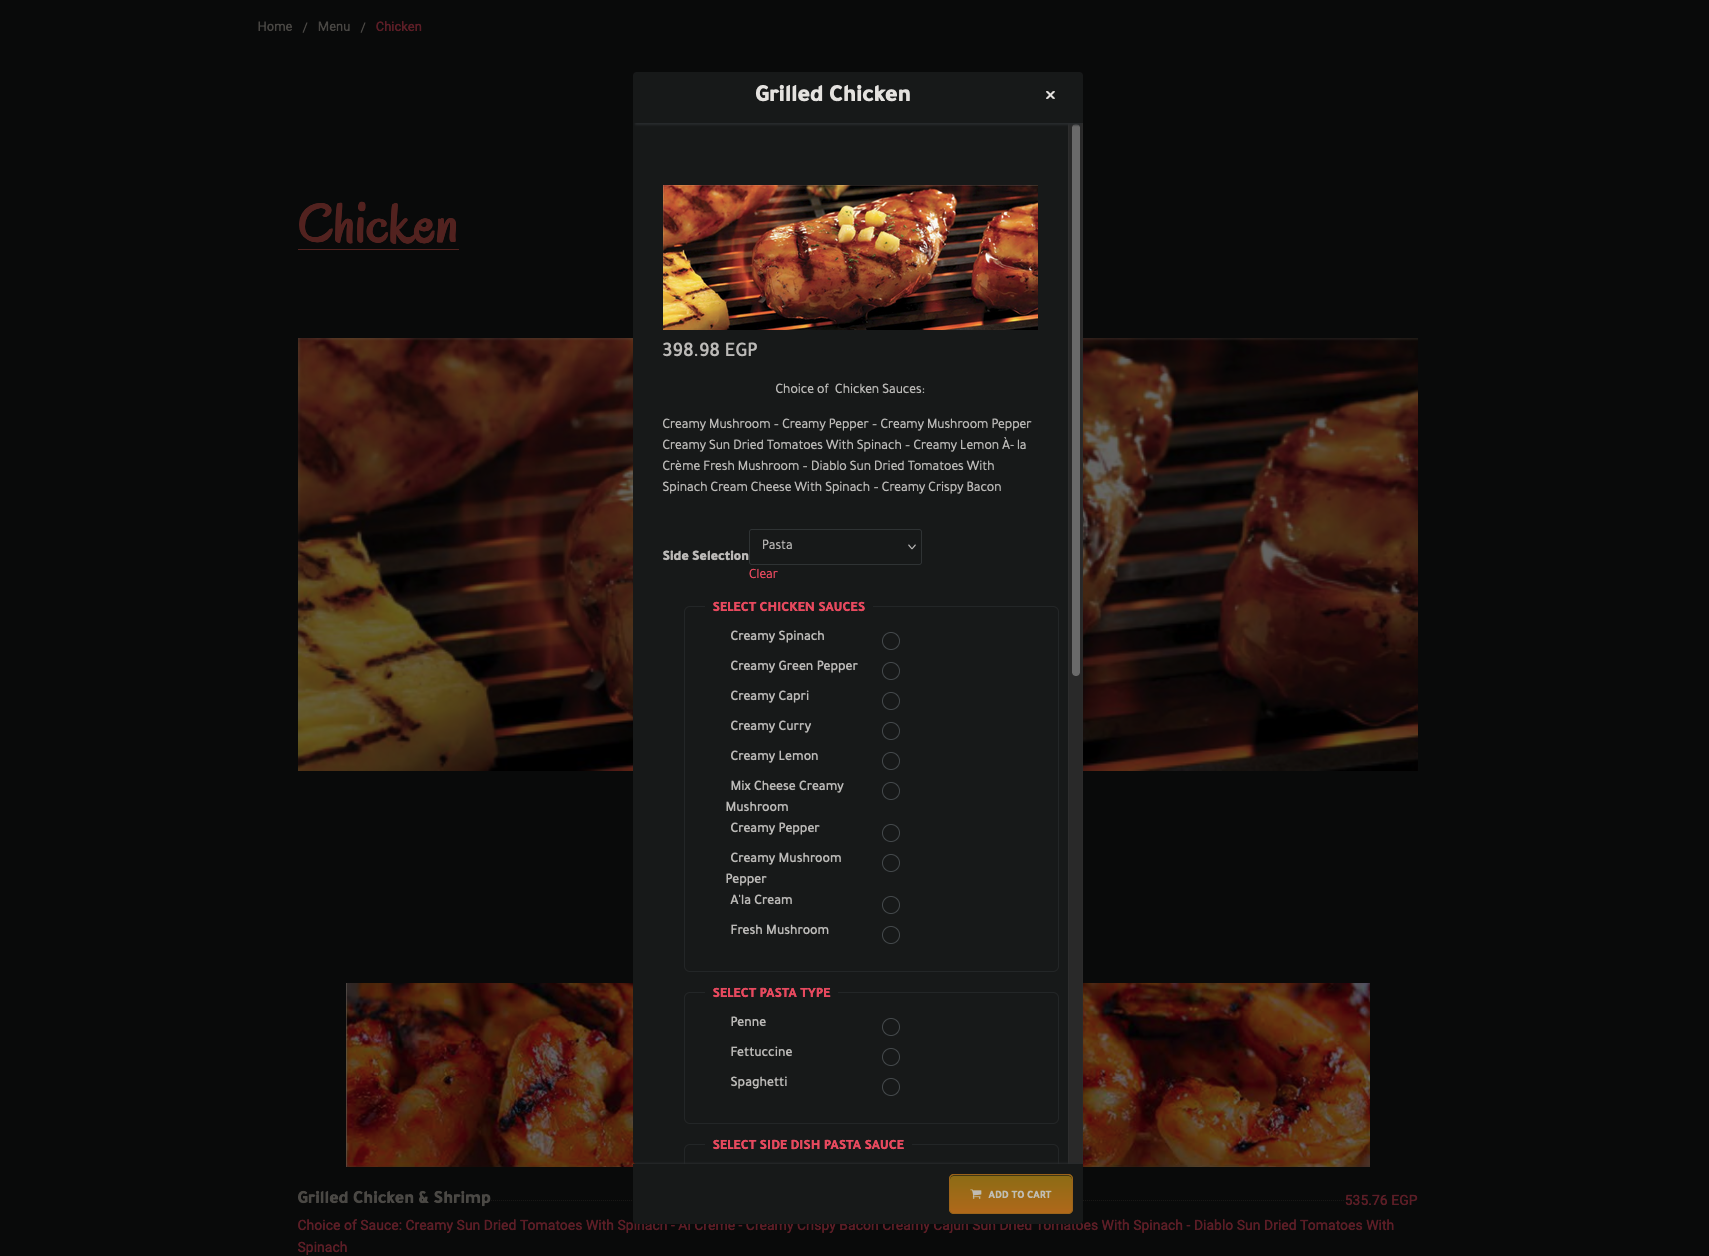 Home / Menu / Chicken
Grilled Chicken ×
Chicken
398.98 EGP
Choice of Chicken Sauces:
Creamy Mushroom - Creamy Pepper - Creamy Mushroom Pepper
Creamy Sun Dried Tomatoes With Spinach - Creamy Lemon À- la
Crème Fresh Mushroom - Diablo Sun Dried Tomatoes With
Spinach Cream Cheese With Spinach - Creamy Crispy Bacon
Side Selection Pasta
Clear
SELECT CHICKEN SAUCES
Creamy Spinach
Creamy Green Pepper
Creamy Capri
Creamy Curry
Creamy Lemon
Mix Cheese Creamy
Mushroom
Creamy Pepper
Creamy Mushroom
Pepper
A'la Cream
Fresh Mushroom
SELECT PASTA TYPE
Penne
Fettuccine
Spaghetti
SELECT SIDE DISH PASTA SAUCE
ADD TO CART
Grilled Chicken & Shrimp 535.76 EGP
Choice of Sauce: Creamy Sun Dried Tomatoes With Spinach - Al Crème - Creamy Crispy Bacon Creamy Cajun Sun Dried Tomatoes With Spinach - Diablo Sun Dried Tomatoes With
Spinach